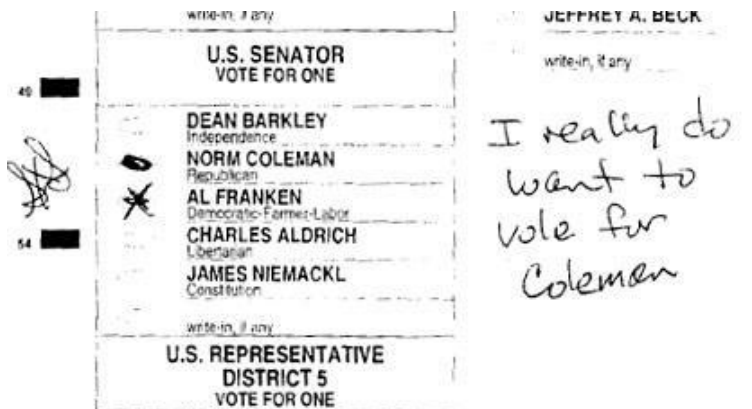 write-in, if any
U.S. SENATOR
VOTE FOR ONE
49
DEAN BARKLEY
Independence
NORM COLEMAN
Republican
AL FRANKEN
Democratic-Farmer-Labor
CHARLES ALDRICH
Libertarian
JAMES NIEMACKL
Constitution
54
write-in, if any
U.S. REPRESENTATIVE
DISTRICT 5
VOTE FOR ONE
JEFFREY A. BECK
write-in, if any
I really do
want to
vote for
Coleman